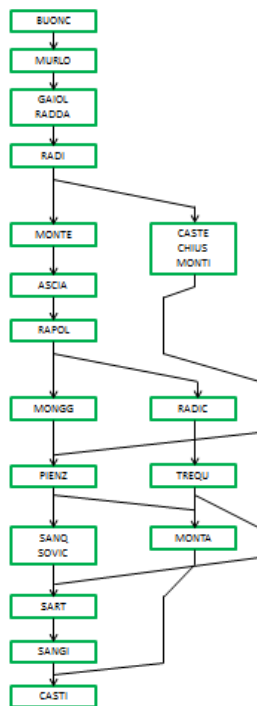 BUONC
MURLO
GAIOL
RADDA
RADI
MONTE
CASTE
CHIUS
MONTI
ASCIA
RAPOL
MONGG
RADIC
PIENZ
TREQU
SANQ
SOVIC
MONTA
SART
SANGI
CASTI